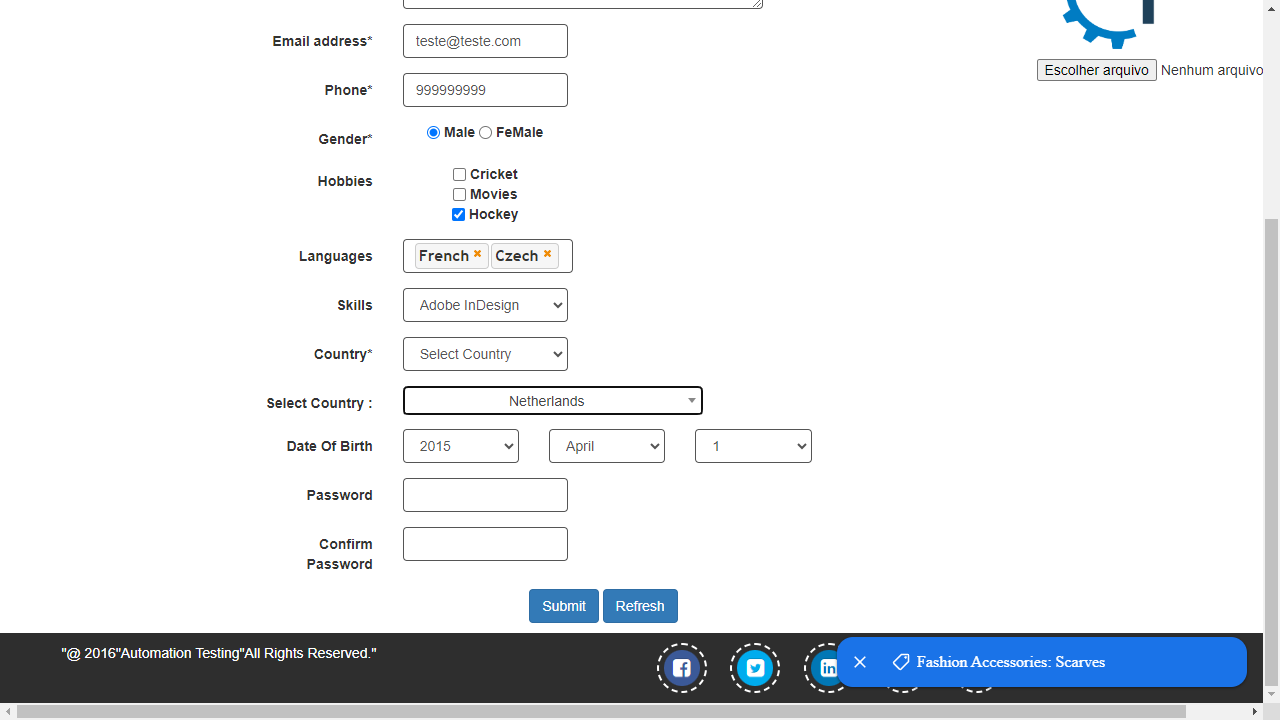 Email address*
teste@teste.com
Escolher arquivo Nenhum arquivo
Phone*
999999999
Gender*
Male FeMale
Hobbies
Cricket
Movies
Hockey
Languages
French Czech
Skills
Adobe InDesign
Country*
Select Country
Select Country :
Netherlands
Date Of Birth
2015 April 1
Password
Confirm
Password
Submit Refresh
"@ 2016"Automation Testing"All Rights Reserved."
Fashion Accessories: Scarves